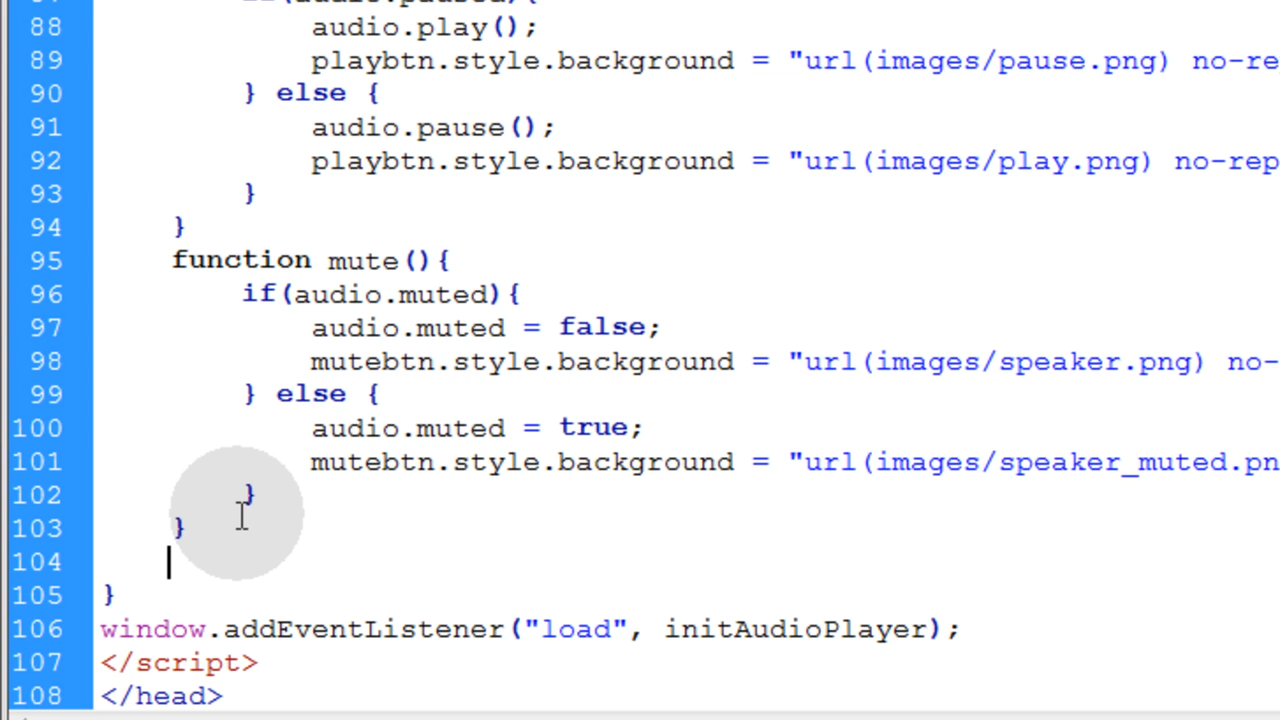 88 audio.play();
89 playbtn.style.background = "url(images/pause.png) no-re
90 } else {
91 audio.pause();
92 playbtn.style.background = "url(images/play.png) no-rep
93 }
94 }
95 function mute(){
96 if(audio.muted){
97 audio.muted = false;
98 mutebtn.style.background = "url(images/speaker.png) no-
99 } else {
100 audio.muted = true;
101 mutebtn.style.background = "url(images/speaker_muted.pn
102 }
103 }
104
105 }
106 window.addEventListener("load", initAudioPlayer);
107 </script>
108 </head>